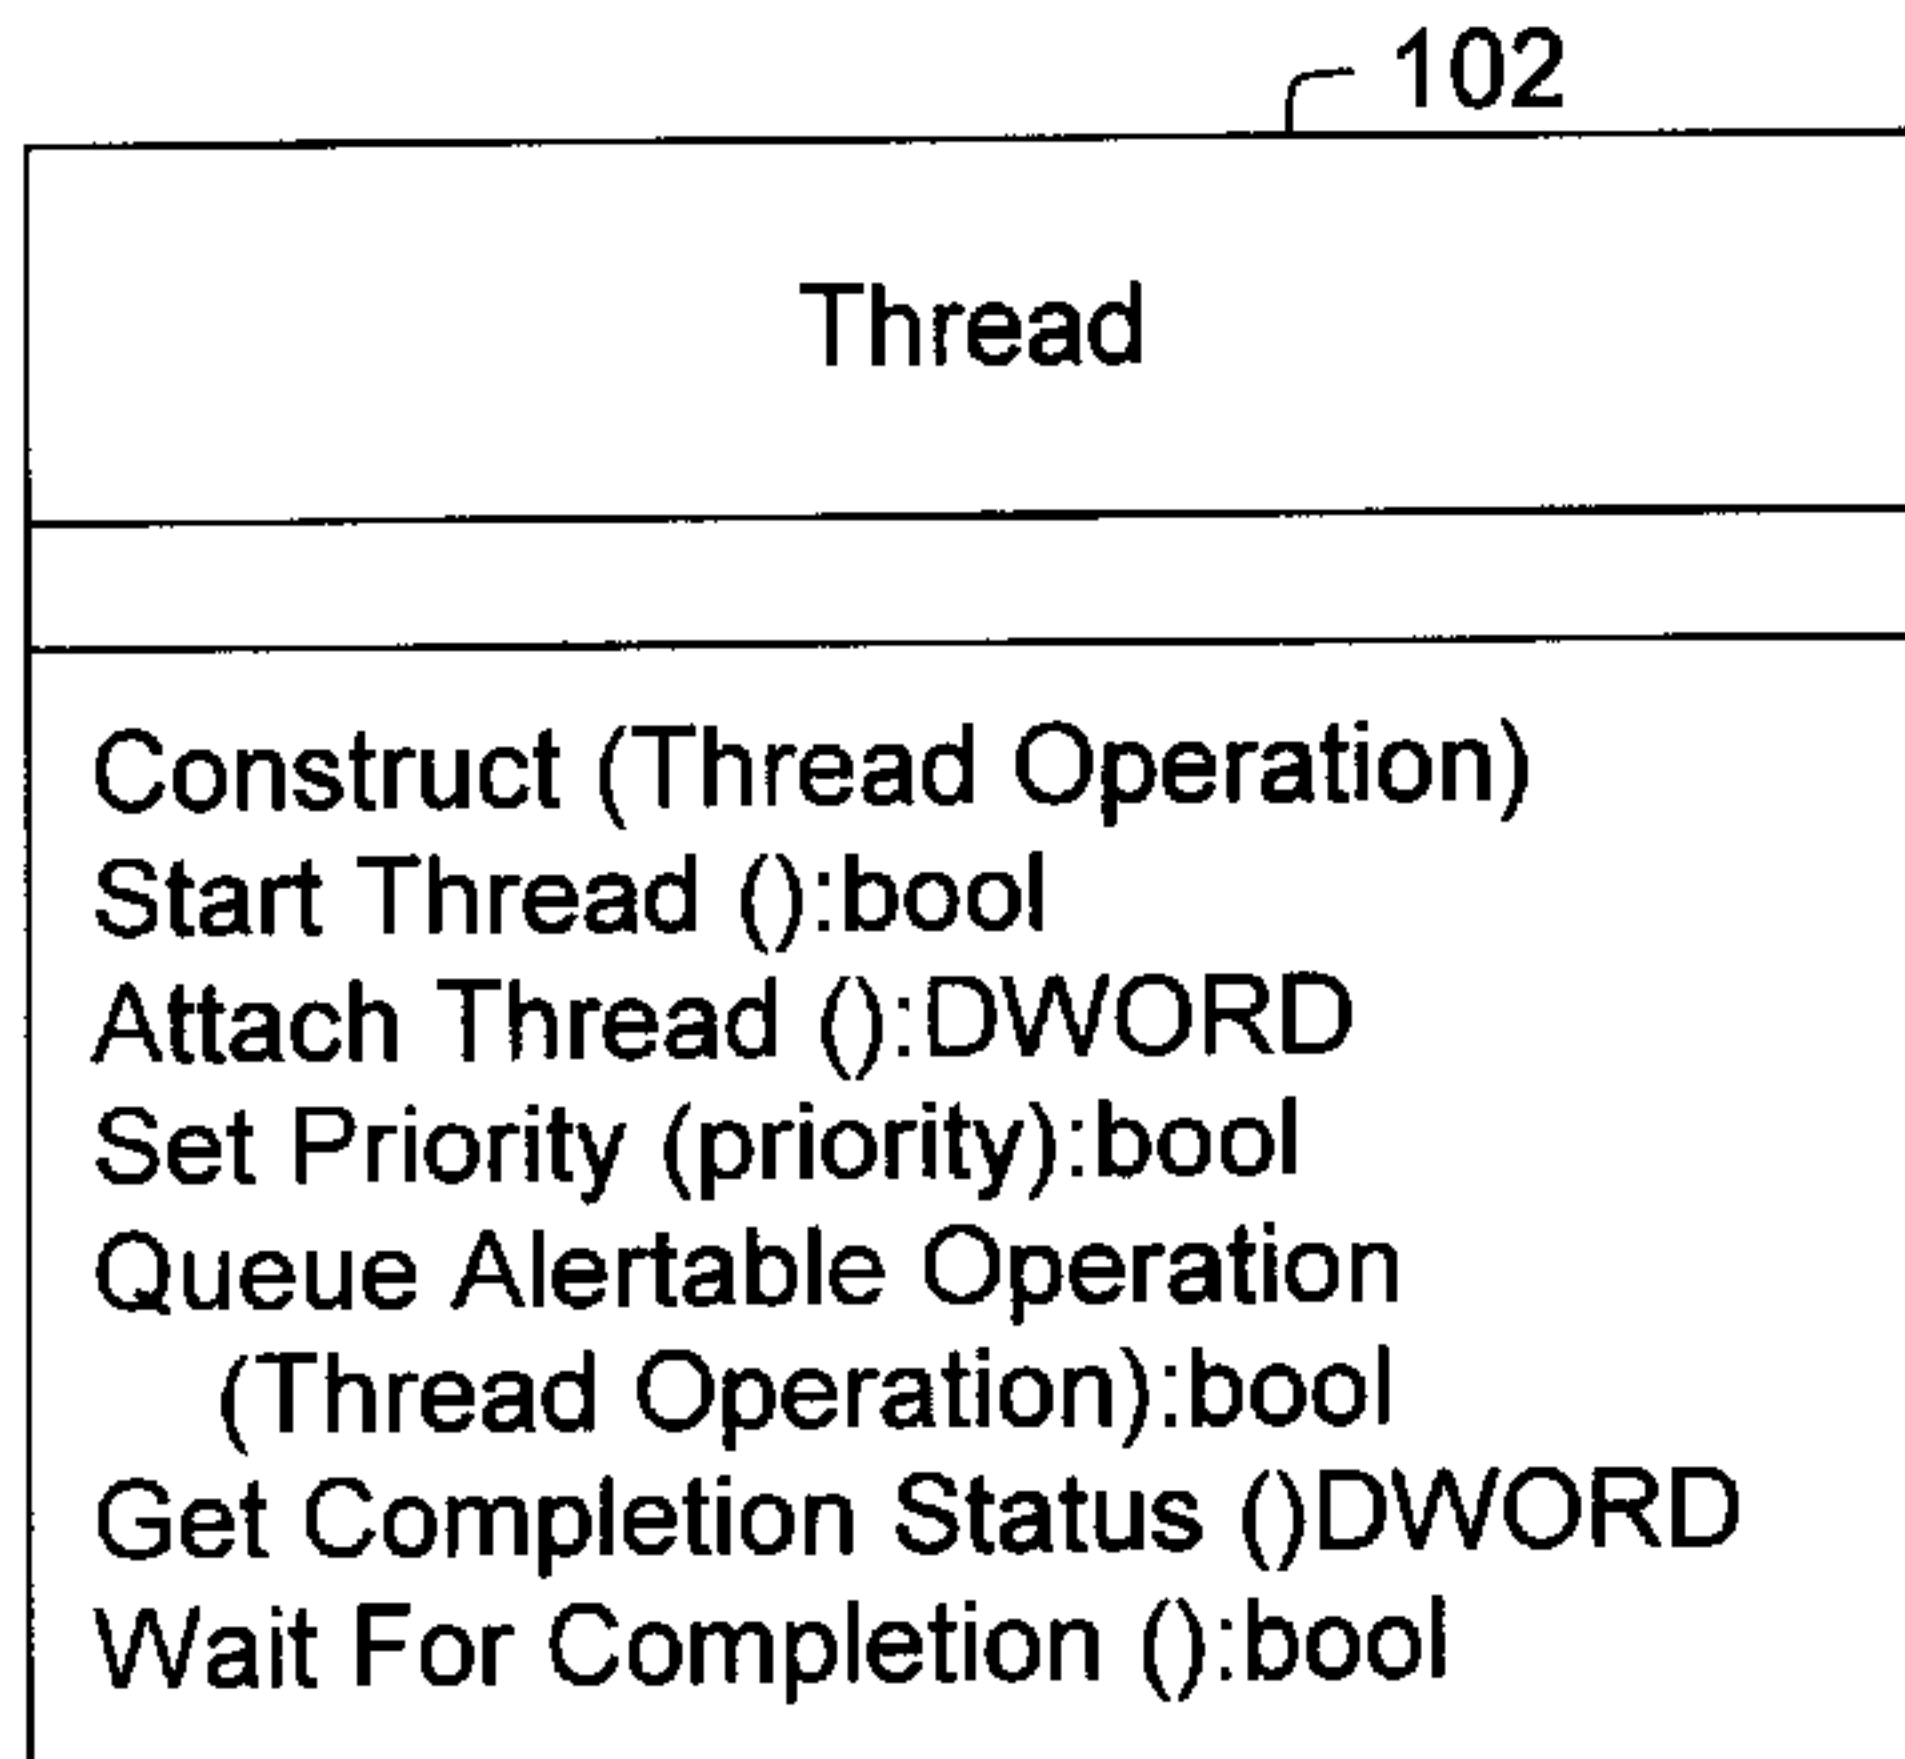 102
Thread
Construct (Thread Operation)
Start Thread ():bool
Attach Thread ():DWORD
Set Priority (priority):bool
Queue Alertable Operation
(Thread Operation):bool
Get Completion Status ()DWORD
Wait For Completion ():bool